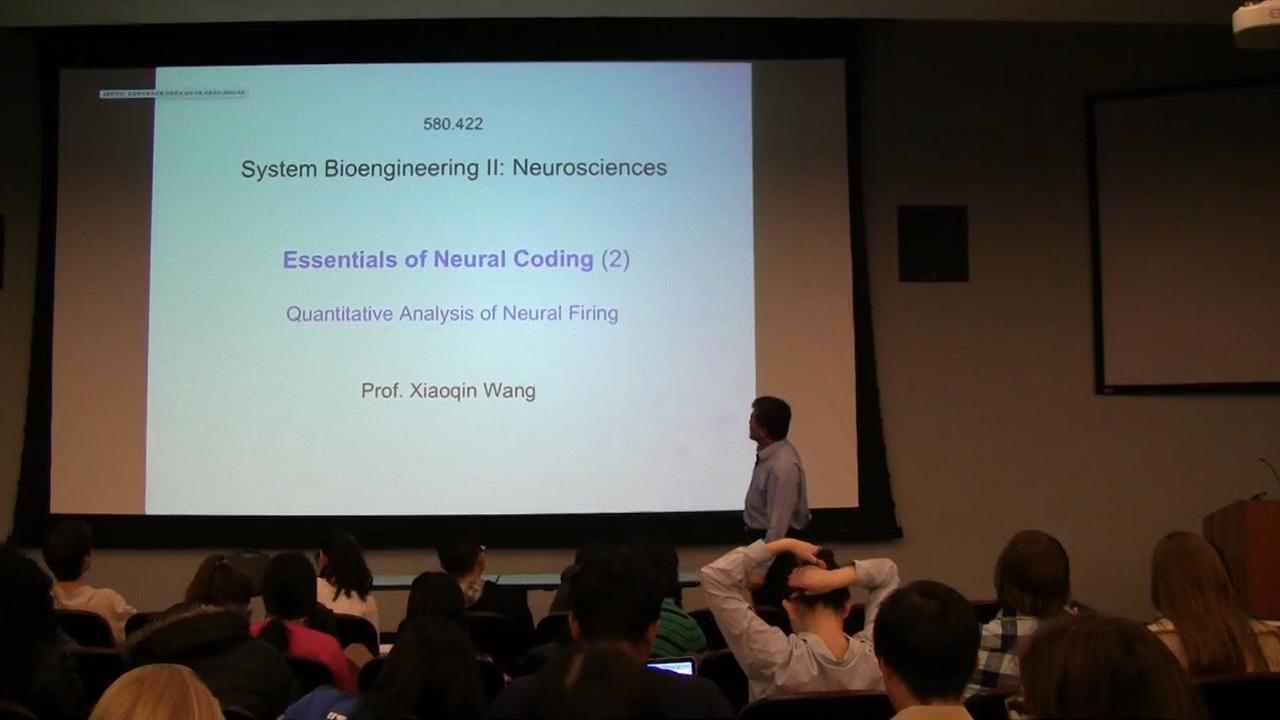 580.422
System Bioengineering II: Neurosciences
Essentials of Neural Coding (2)
Quantitative Analysis of Neural Firing
Prof. Xiaoqin Wang